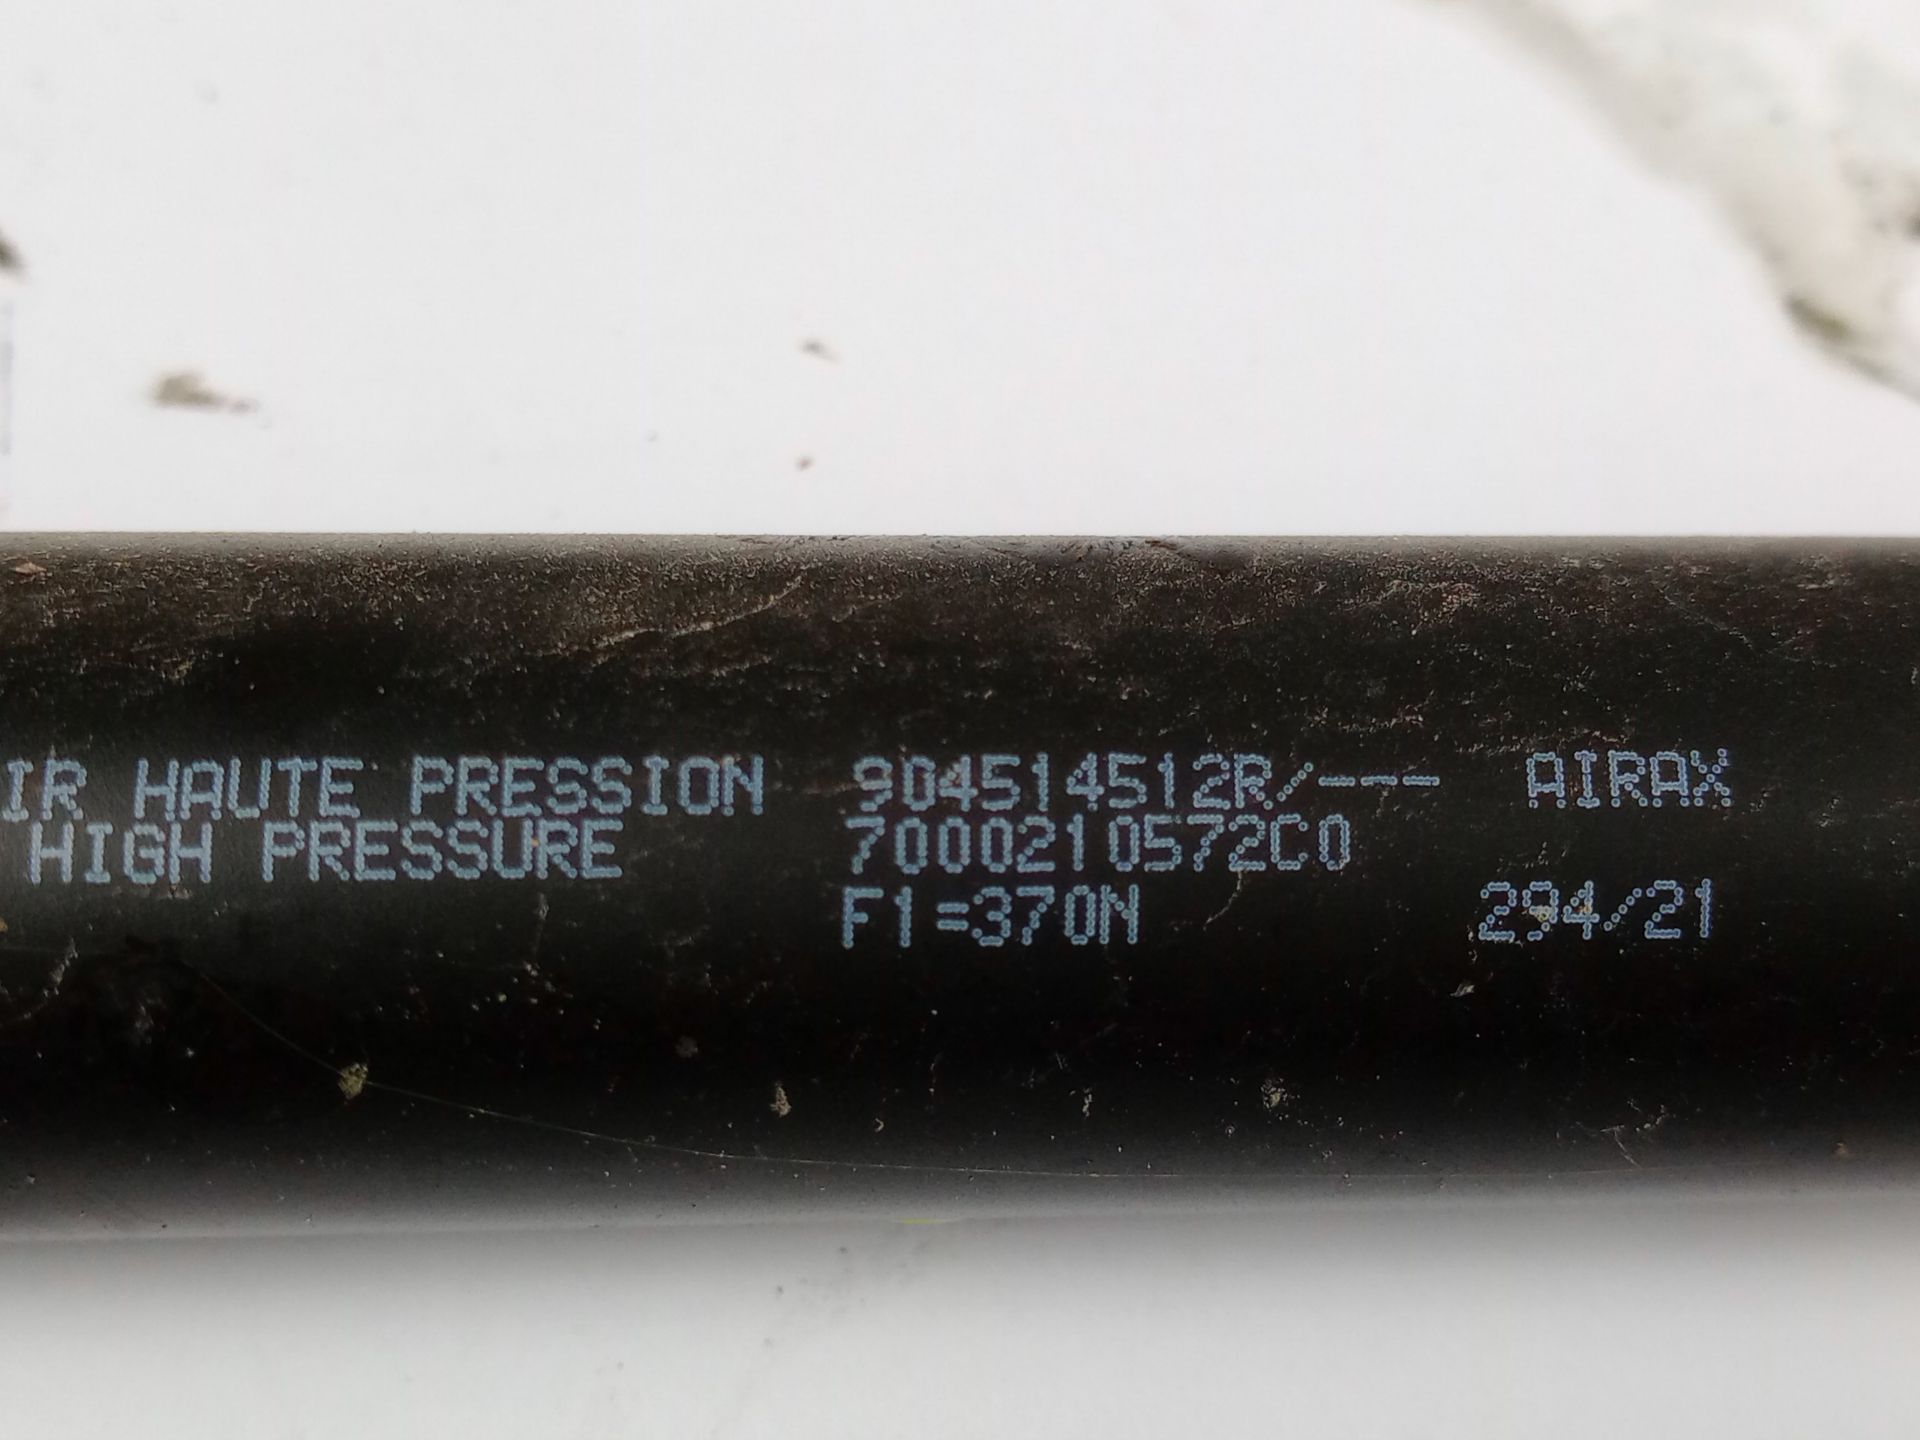 IR HAUTE PRESSION 904514512R/--- AIRAX
HIGH PRESSURE 7000210572C0
F1=370N 294/21